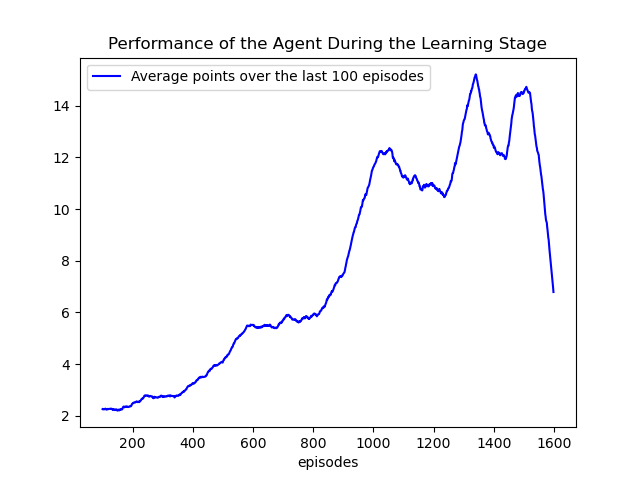 Performance of the Agent During the Learning Stage
Average points over the last 100 episodes
14
12
10
8
6
4
2
200 400 600 800 1000 1200 1400 1600
episodes